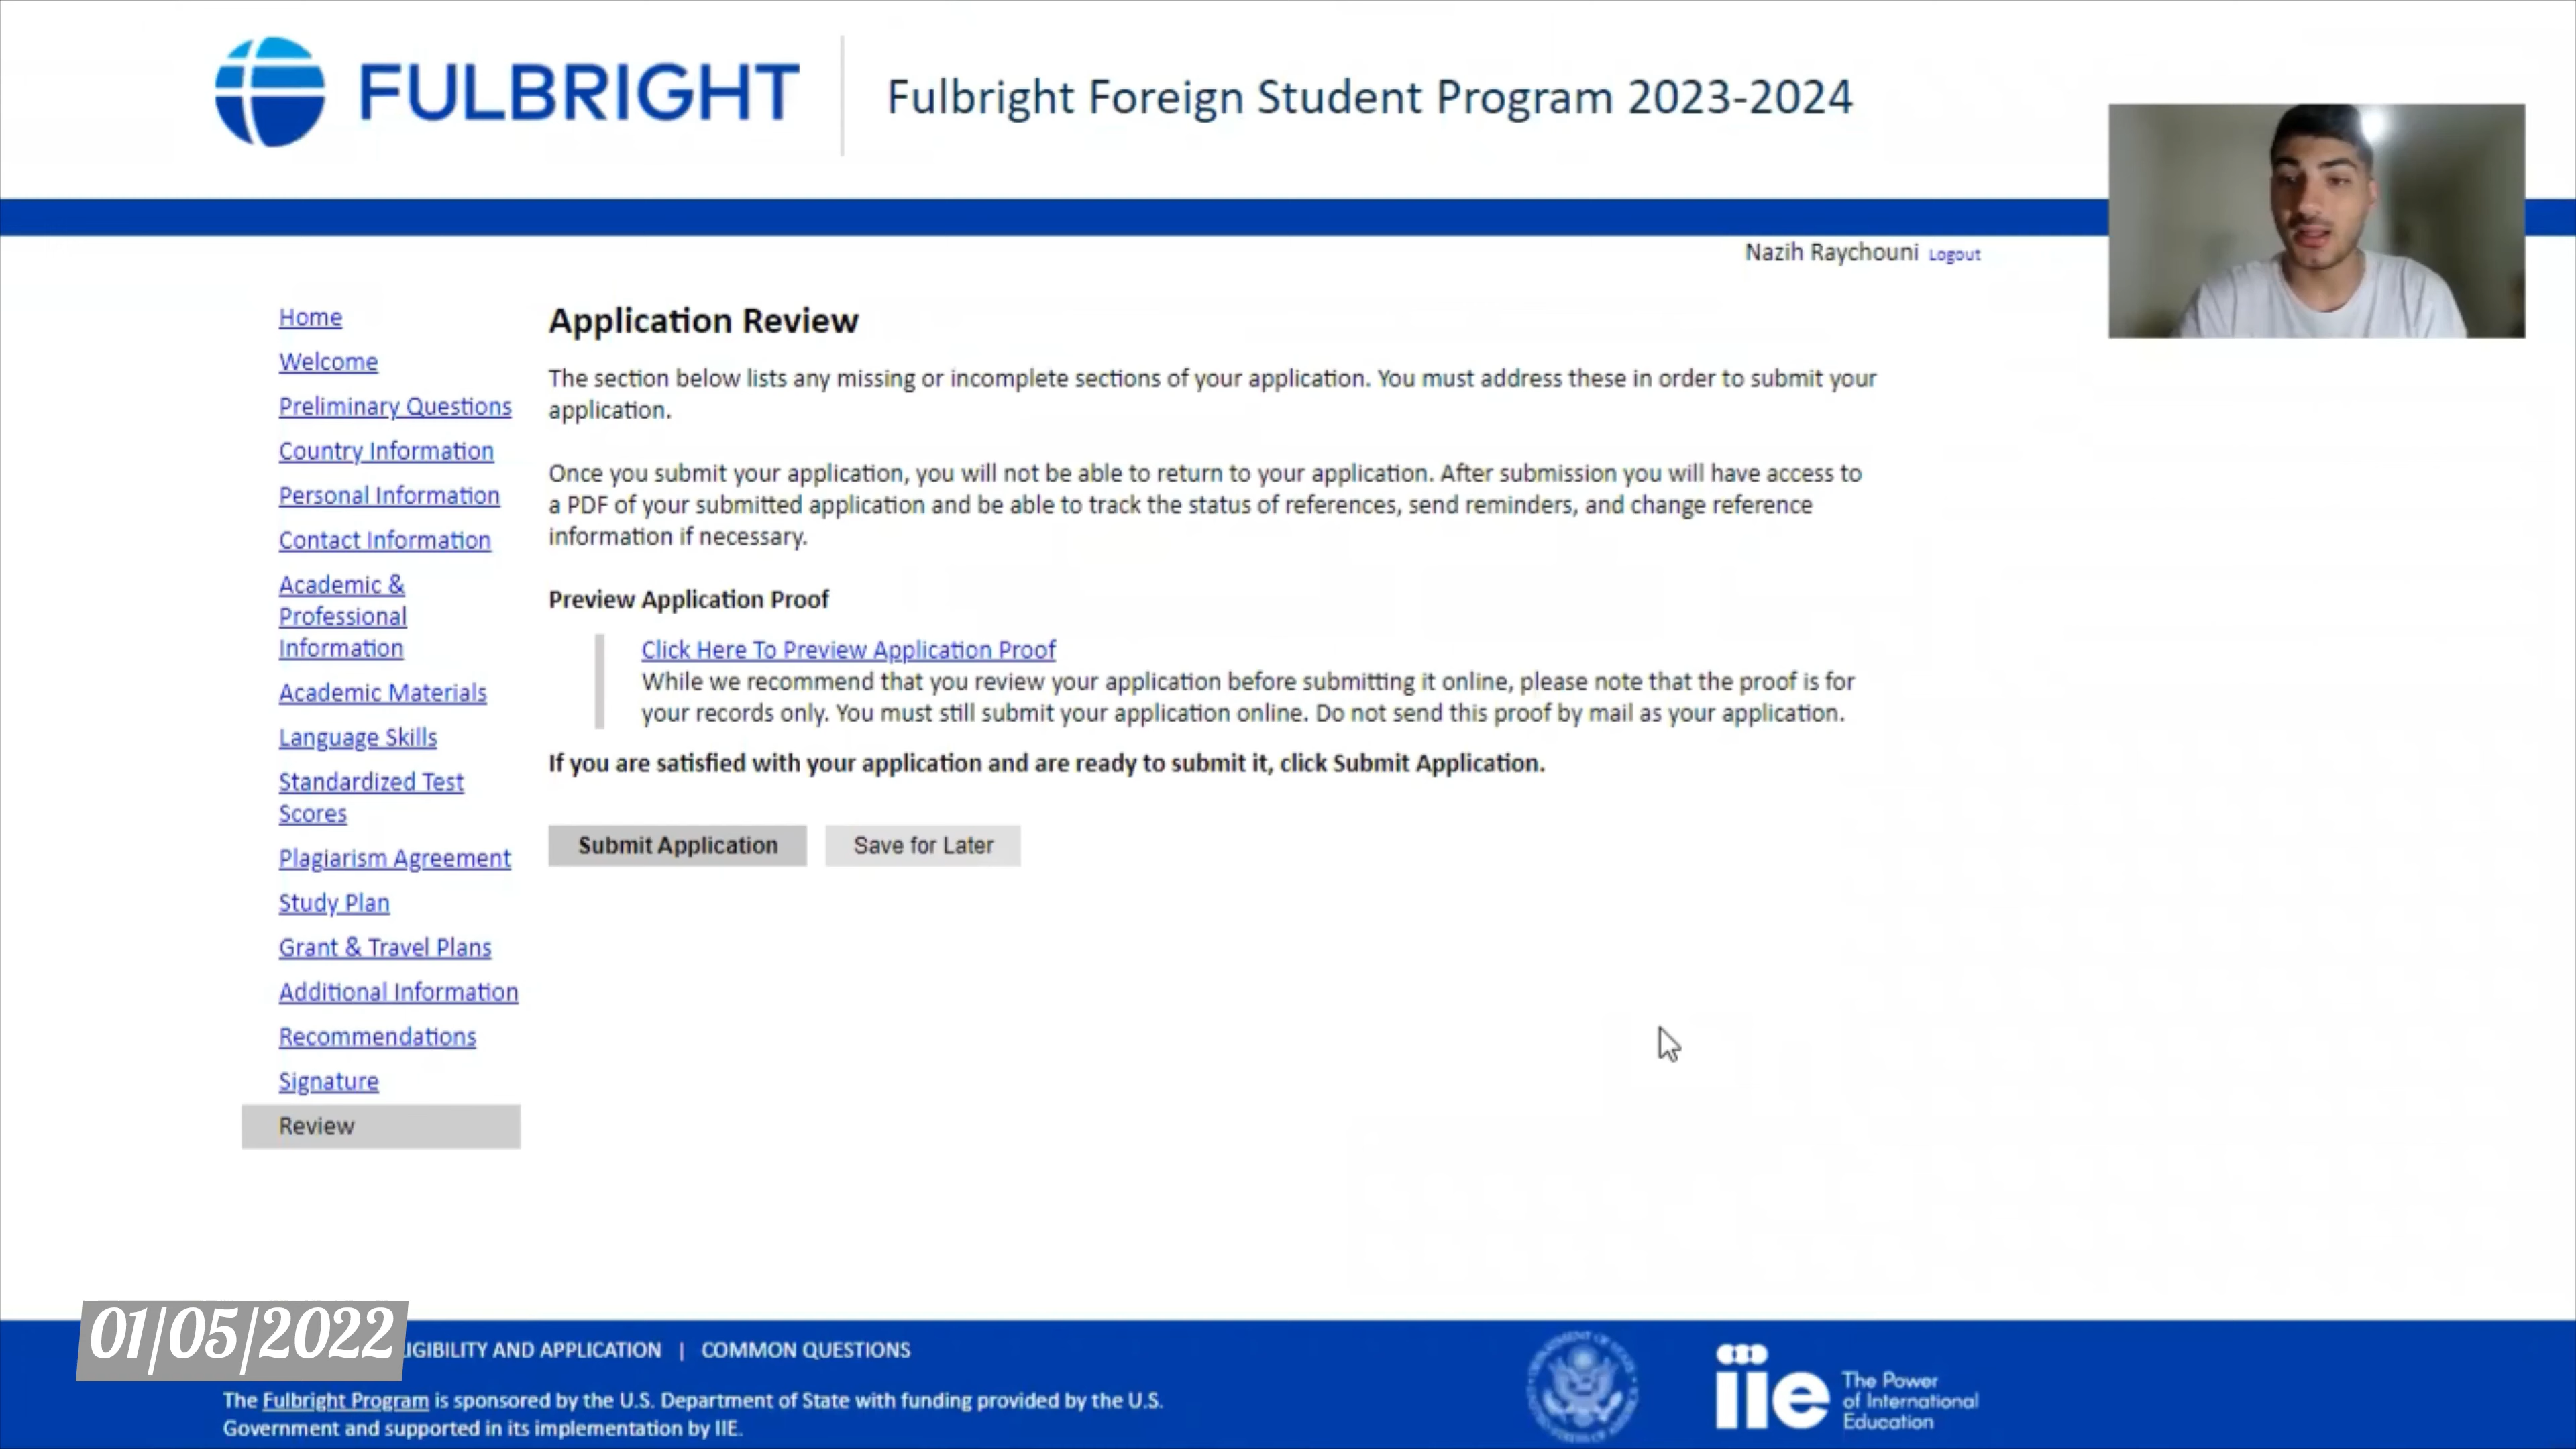 FULBRIGHT
Fulbright Foreign Student Program 2023-2024
Nazih Raychouni Logout
Home
Welcome
Preliminary Questions
Country Information
Personal Information
Contact Information
Academic &
Professional
Information
Academic Materials
Language Skills
Standardized Test
Scores
Plagiarism Agreement
Study Plan
Grant & Travel Plans
Additional Information
Recommendations
Signature
Review
Application Review
The section below lists any missing or incomplete sections of your application. You must address these in order to submit your
application.
Once you submit your application, you will not be able to return to your application. After submission you will have access to
a PDF of your submitted application and be able to track the status of references, send reminders, and change reference
information if necessary.
Preview Application Proof
Click Here To Preview Application Proof
While we recommend that you review your application before submitting it online, please note that the proof is for
your records only. You must still submit your application online. Do not send this proof by mail as your application.
If you are satisfied with your application and are ready to submit it, click Submit Application.
Submit Application Save for Later
01/05/2022
IGIBILITY AND APPLICATION | COMMON QUESTIONS
The Fulbright Program is sponsored by the U.S. Department of State with funding provided by the U.S.
Government and supported in its implementation by IIE.
iie
The Power
of International
Education